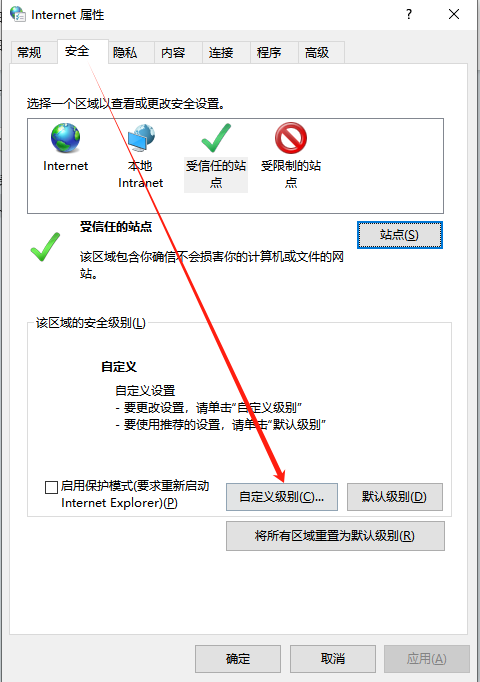 Internet 属性
常规 安全 隐私 内容 连接 程序 高级
选择一个区域以查看或更改安全设置。
Internet
本地
Intranet
受信任的站
点
受限制的站
点
受信任的站点
站点(S)
该区域包含你确信不会损害你的计算机或文件的网
站。
该区域的安全级别(L)
自定义
自定义设置
- 要更改设置，请单击“自定义级别”
- 要使用推荐的设置，请单击“默认级别”
启用保护模式(要求重新启动
Internet Explorer)(P)
自定义级别(C)... 默认级别(D)
将所有区域重置为默认级别(R)
确定 取消 应用(A)